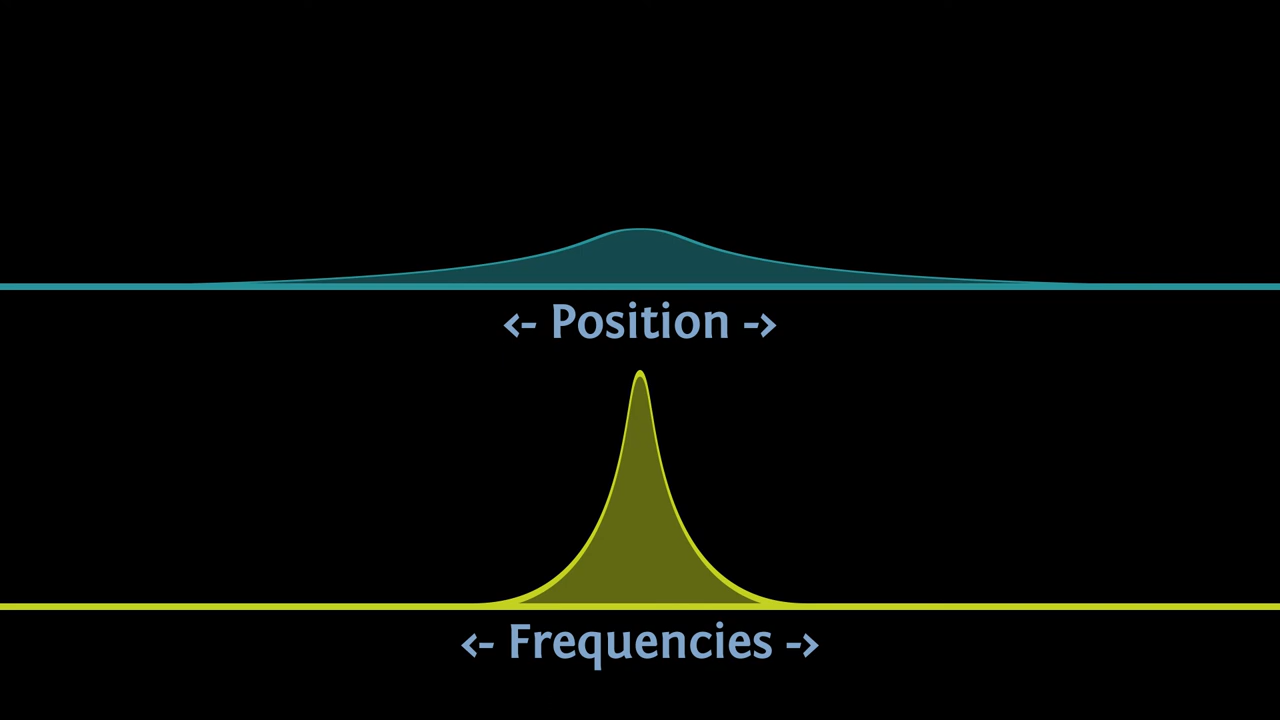 <- Position ->
<- Frequencies ->